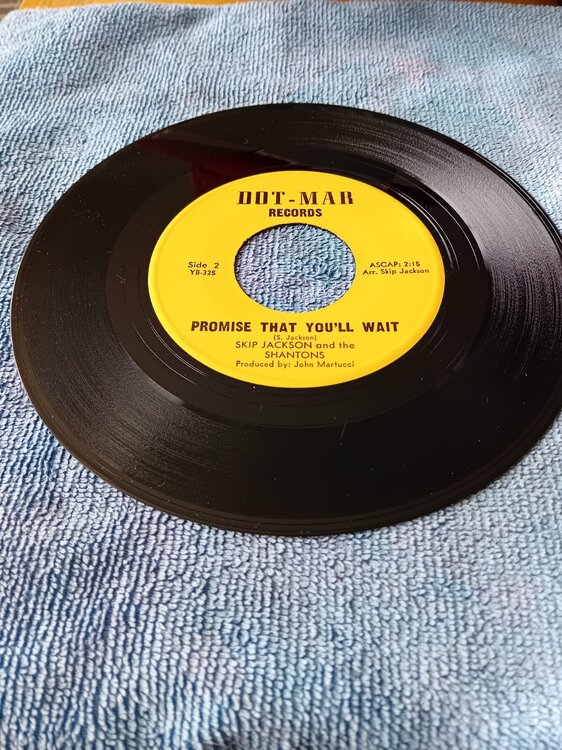 DOT-MAR
RECORDS
Side 2
YB-325
ASCAP: 2:15
Arr. Skip Jackson
PROMISE THAT YOU'LL WAIT
(S. Jackson)
SKIP JACKSON and the
SHANTONS
Produced by: John Martucci